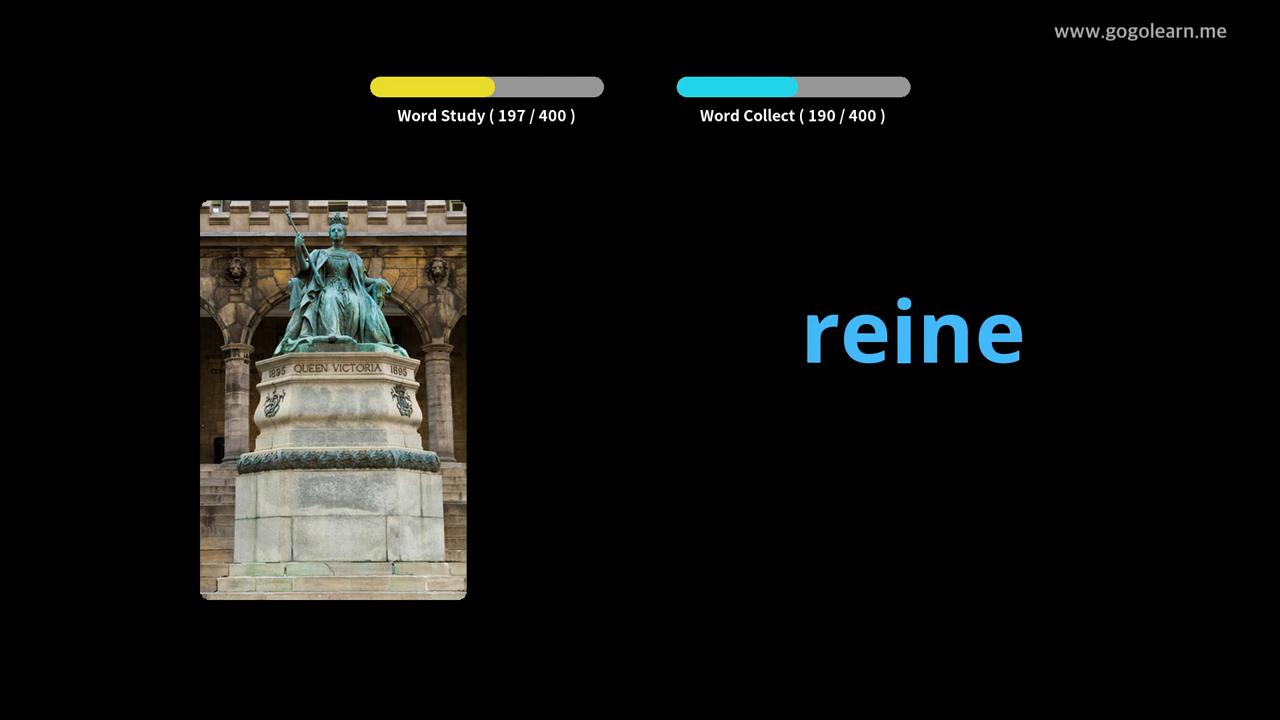 www.gogolearn.me
Word Study ( 197 / 400 )
Word Collect ( 190 / 400 )
reine
1895 QUEEN VICTORIA 1895